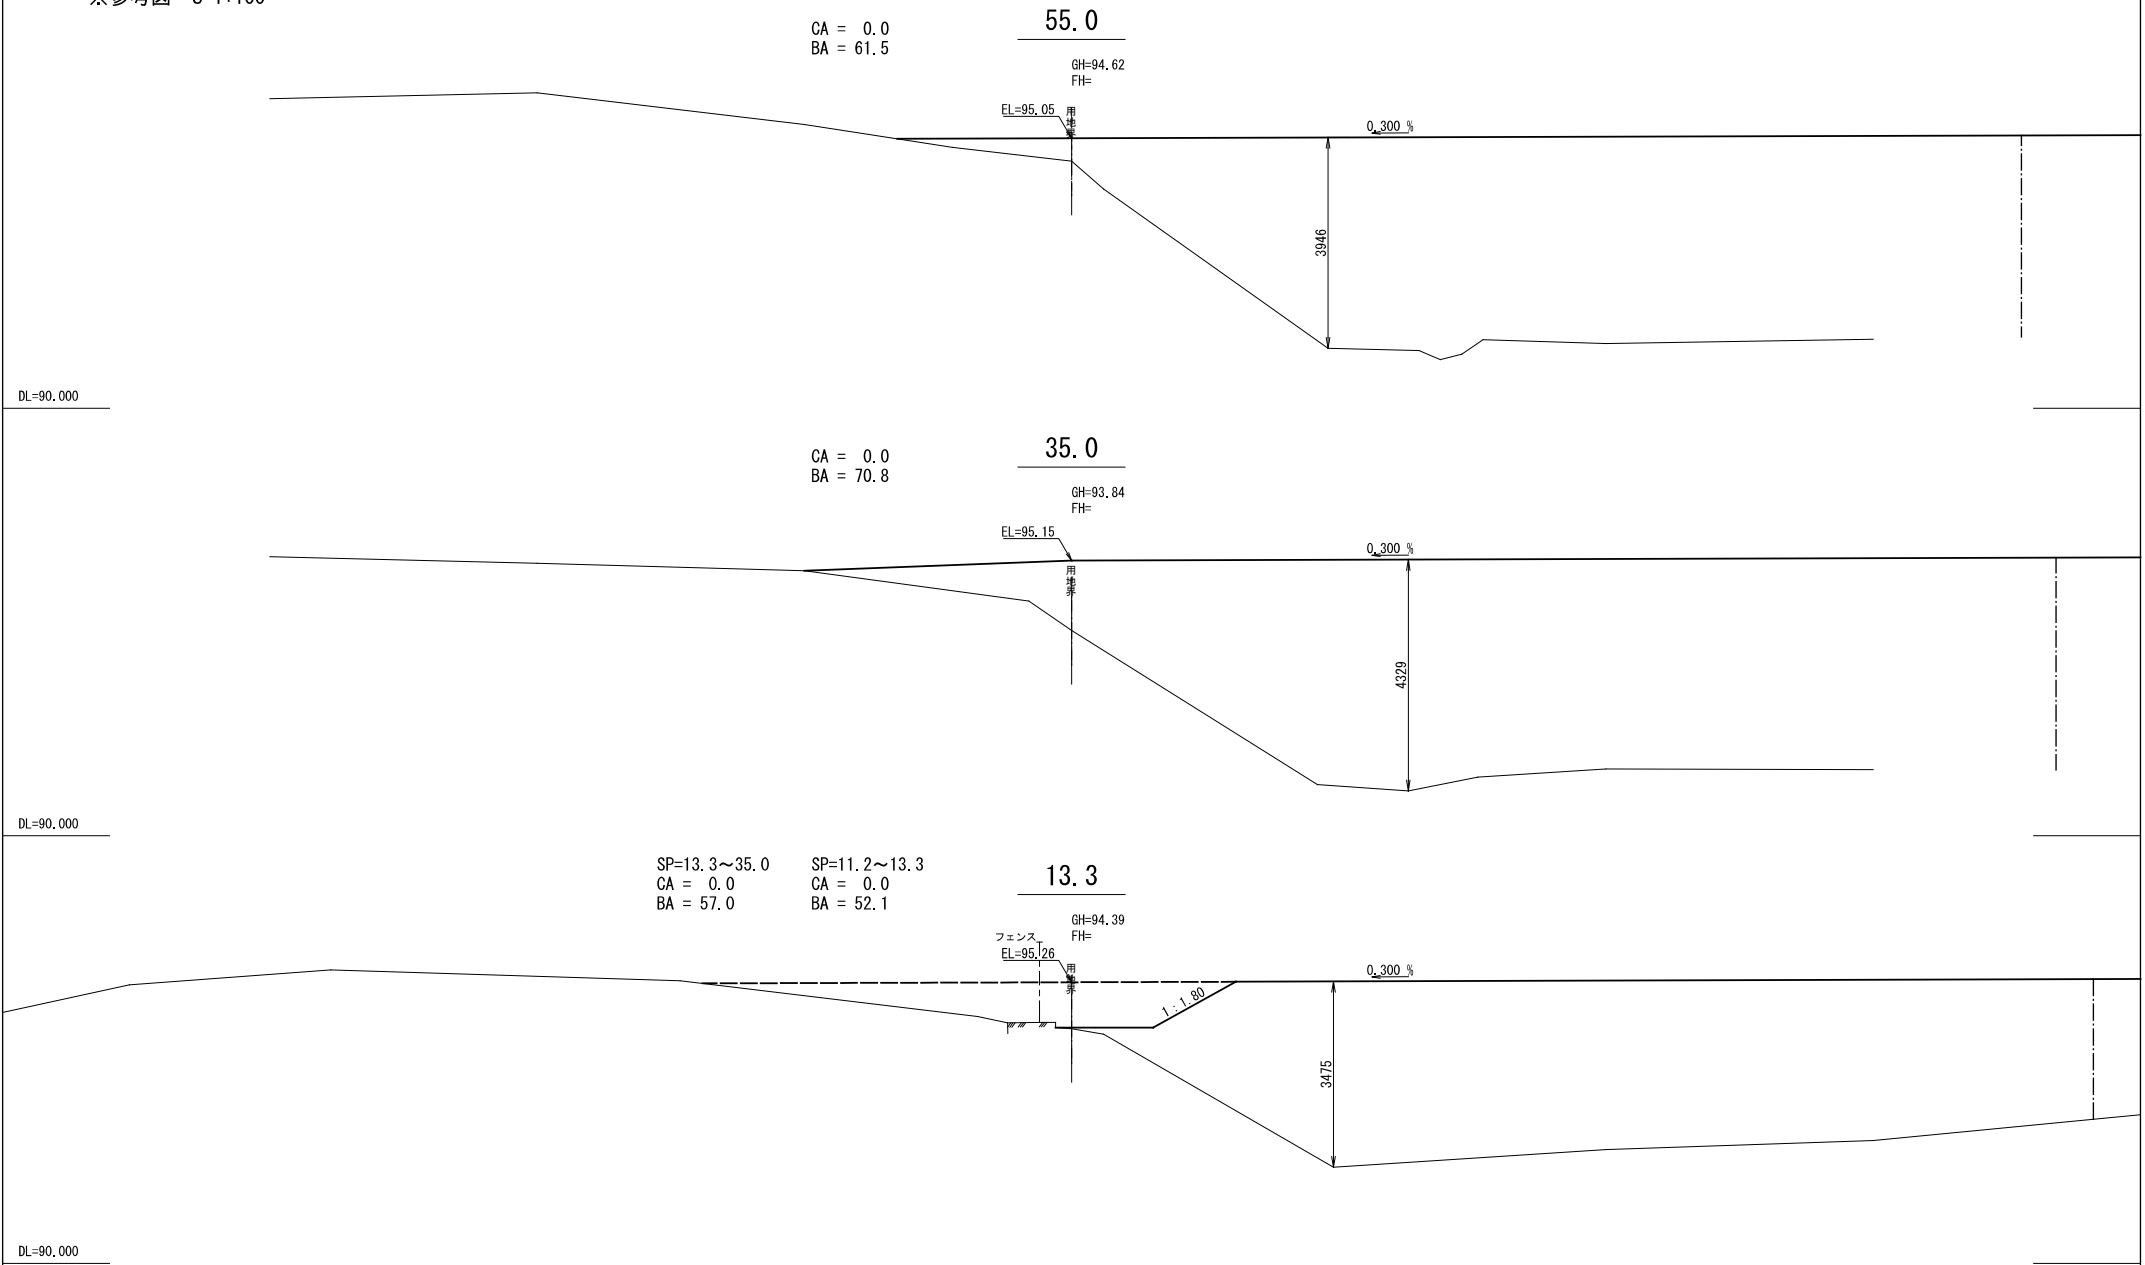 CA = 0.0
BA = 61.5
55.0
GH=94.62
FH=
EL=95.05
用地界
0.300 %
3946
DL=90.000
CA = 0.0
BA = 70.8
35.0
GH=93.84
FH=
EL=95.15
用地界
0.300 %
4329
DL=90.000
SP=13.3～35.0
CA = 0.0
BA = 57.0
SP=11.2～13.3
CA = 0.0
BA = 52.1
13.3
GH=94.39
FH=
フェンス
EL=95.26
用地界
0.300 %
1 : 1.80
3475
DL=90.000